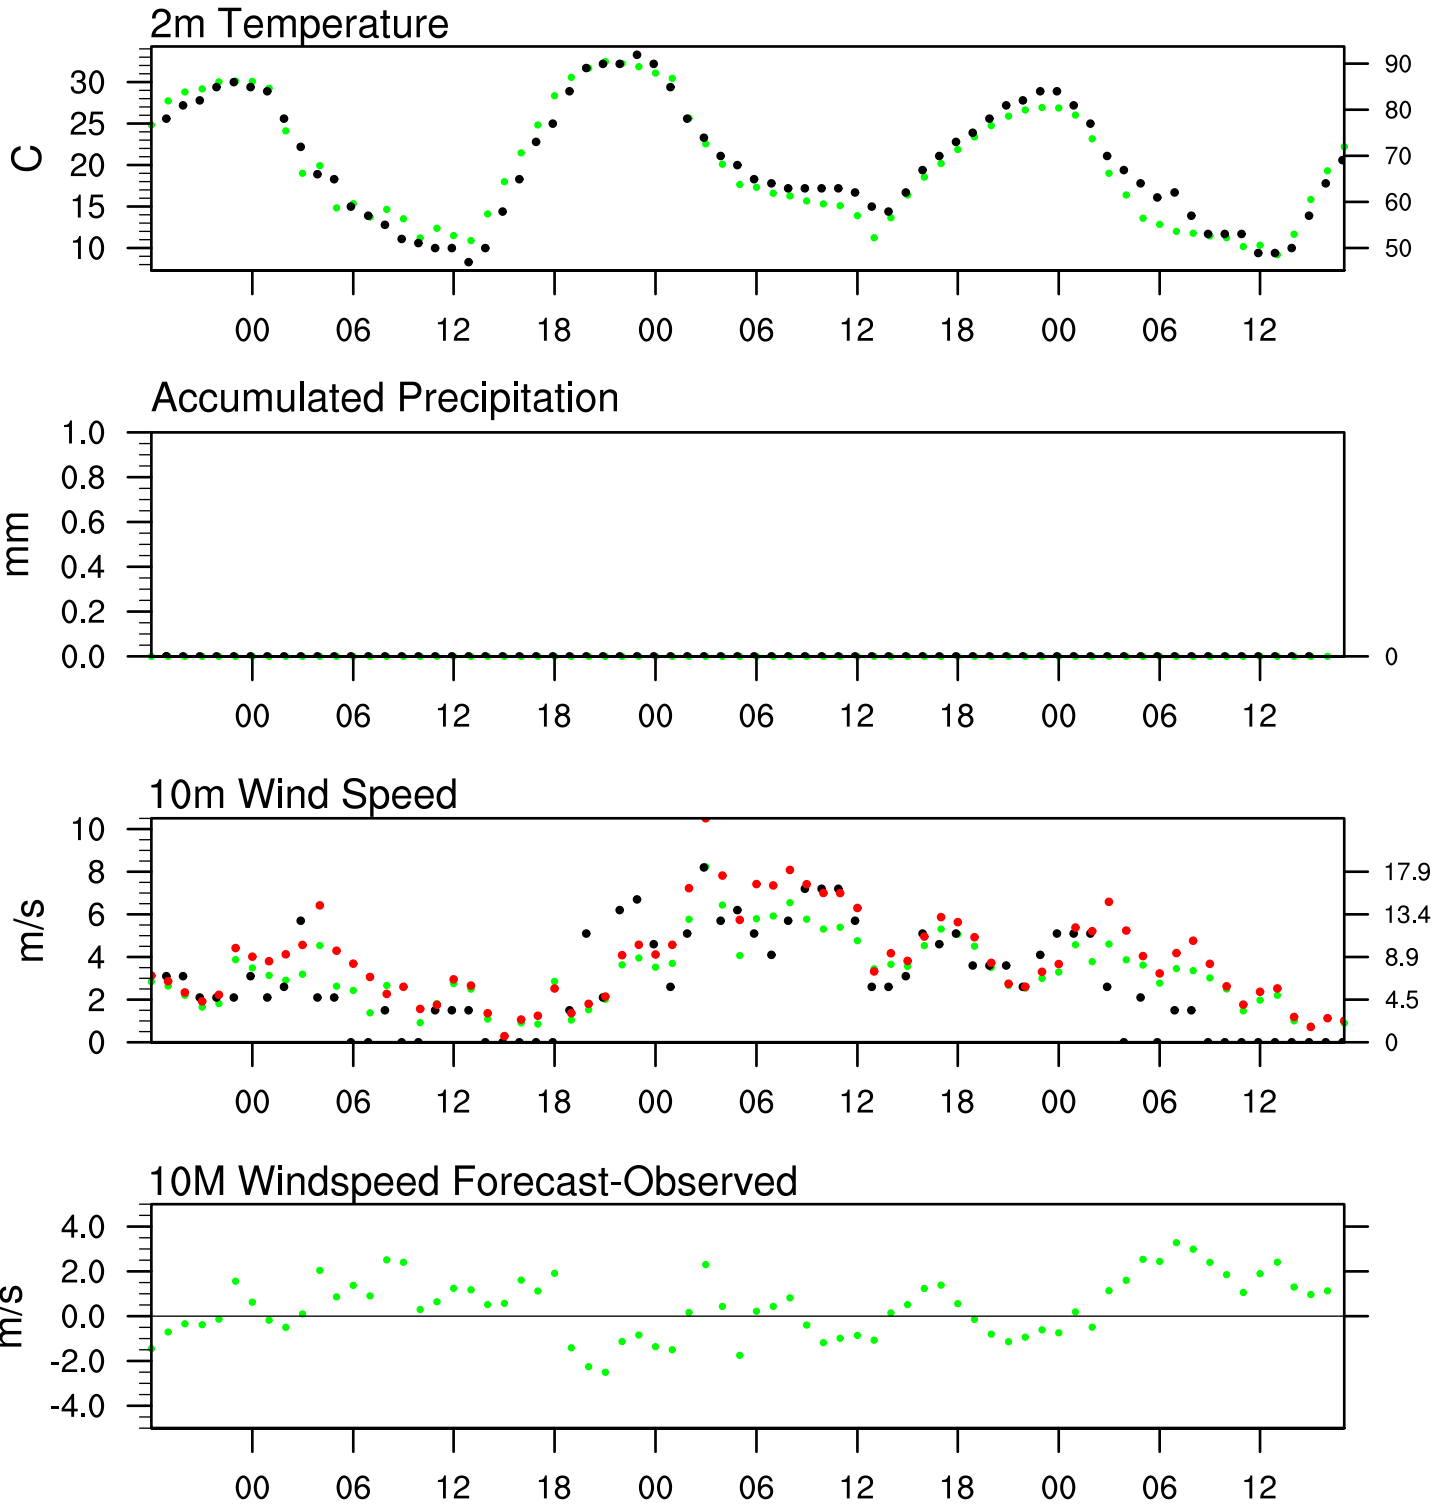 2m Temperature
30
25
20
15
10
C
90
80
70
60
50
00 06 12 18 00 06 12 18 00 06 12
Accumulated Precipitation
1.0
0.8
0.6
0.4
0.2
0.0
mm
0
00 06 12 18 00 06 12 18 00 06 12
10m Wind Speed
10
8
6
4
2
0
m/s
17.9
13.4
8.9
4.5
0
00 06 12 18 00 06 12 18 00 06 12
10M Windspeed Forecast-Observed
4.0
2.0
0.0
-2.0
-4.0
m/s
00 06 12 18 00 06 12 18 00 06 12